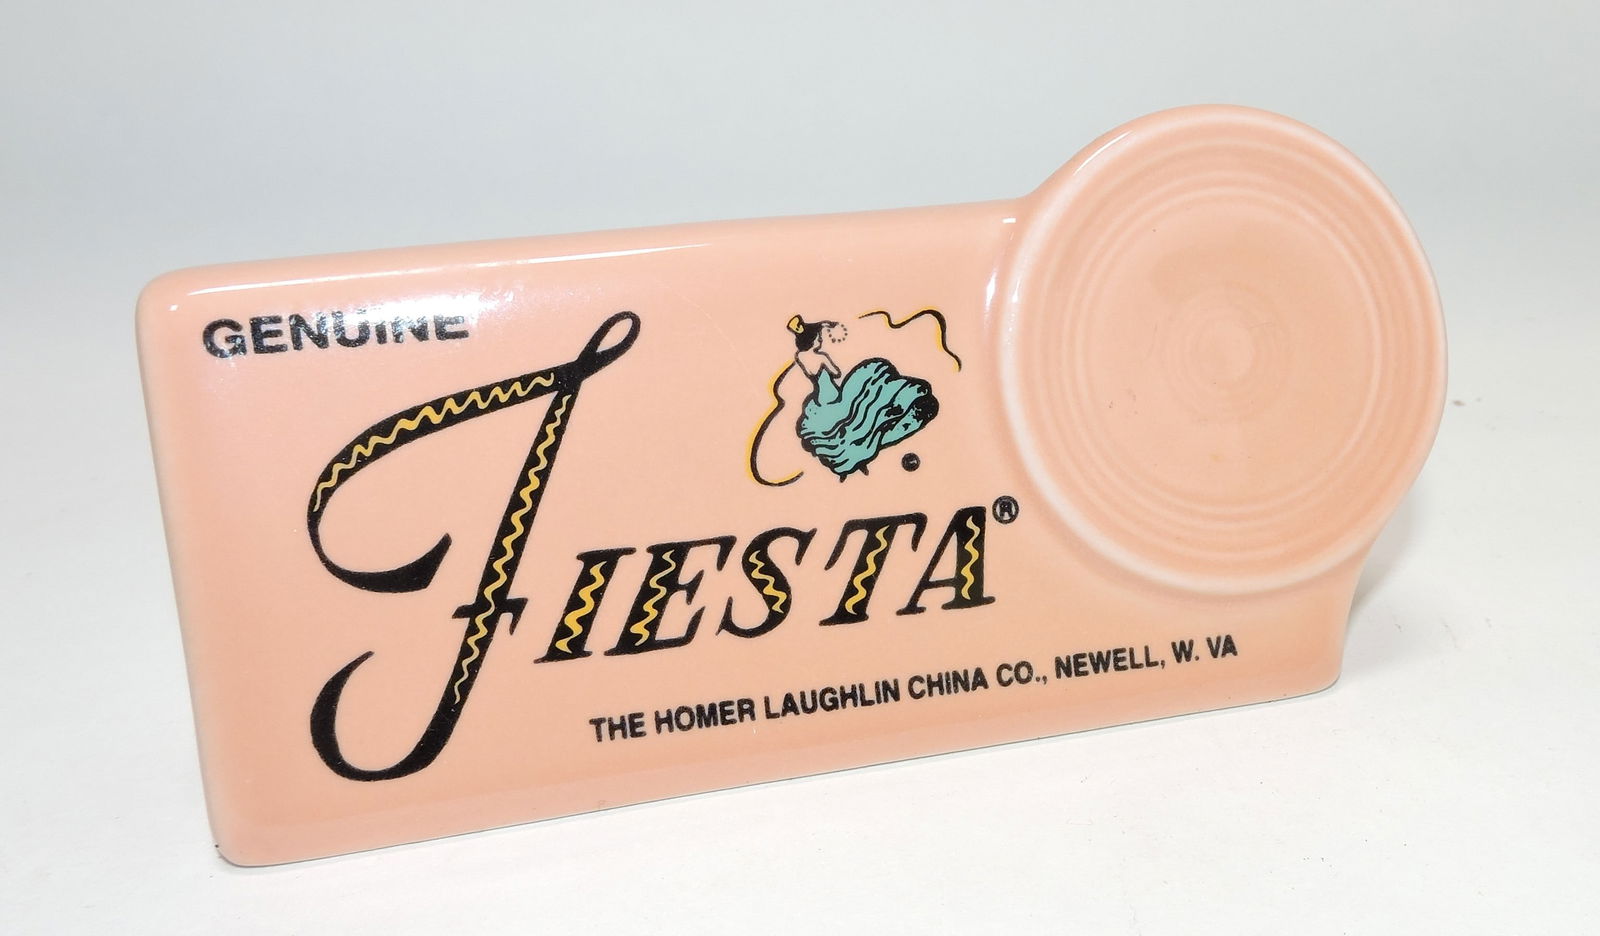 GENUINE
FIESTA®
THE HOMER LAUGHLIN CHINA CO., NEWELL, W. VA